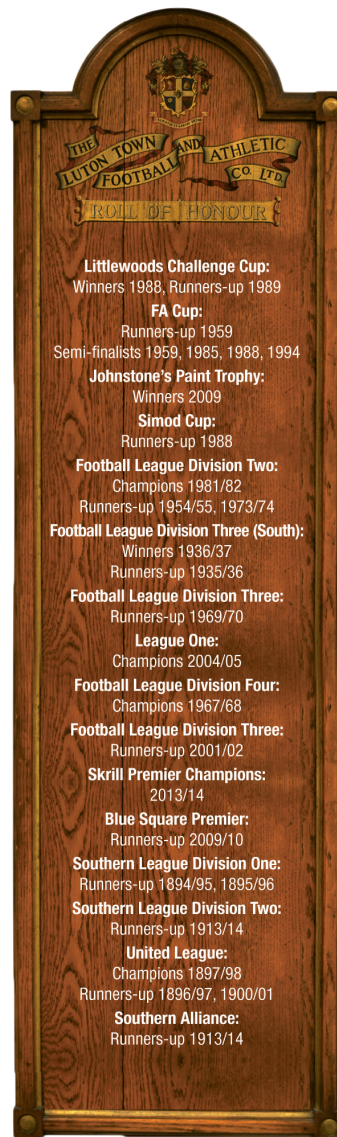 THE
LUTON TOWN
FOOTBALL
AND
ATHLETIC
CO. LTD.
ROLL OF HONOUR
Littlewoods Challenge Cup:
Winners 1988, Runners-up 1989
FA Cup:
Runners-up 1959
Semi-finalists 1959, 1985, 1988, 1994
Johnstone's Paint Trophy:
Winners 2009
Simod Cup:
Runners-up 1988
Football League Division Two:
Champions 1981/82
Runners-up 1954/55, 1973/74
Football League Division Three (South):
Winners 1936/37
Runners-up 1935/36
Football League Division Three:
Runners-up 1969/70
League One:
Champions 2004/05
Football League Division Four:
Champions 1967/68
Football League Division Three:
Runners-up 2001/02
Skrill Premier Champions:
2013/14
Blue Square Premier:
Runners-up 2009/10
Southern League Division One:
Runners-up 1894/95, 1895/96
Southern League Division Two:
Runners-up 1913/14
United League:
Champions 1897/98
Runners-up 1896/97, 1900/01
Southern Alliance:
Runners-up 1913/14